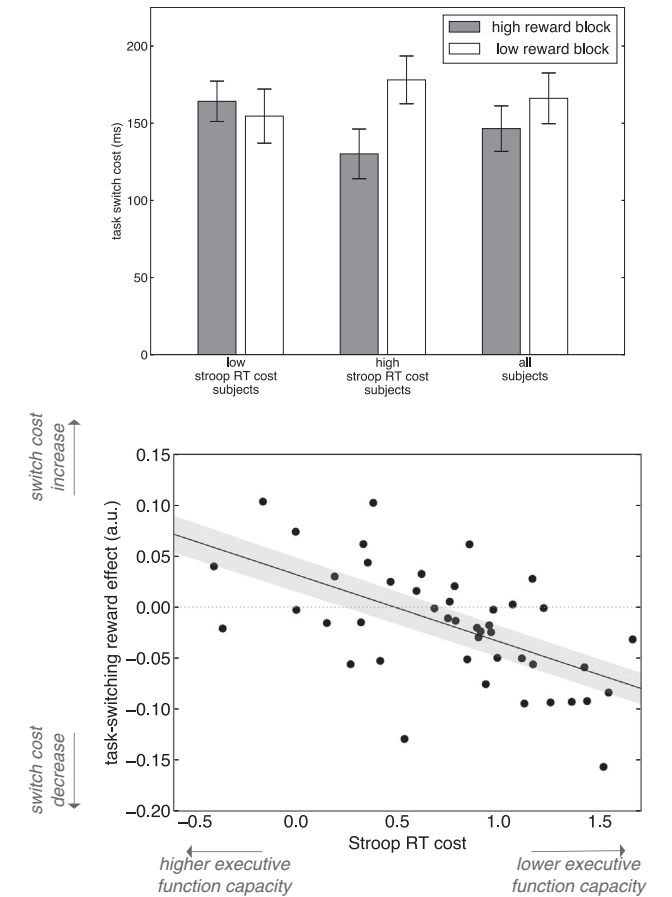 high reward block
low reward block
200
150
100
50
0
task switch cost (ms)
low
stroop RT cost
subjects
high
stroop RT cost
subjects
all
subjects
switch cost
increase
switch cost
decrease
task-switching reward effect (a.u.)
0.15
0.10
0.05
0.00
−0.05
−0.10
−0.15
−0.20
−0.5
0.0
0.5
1.0
1.5
Stroop RT cost
higher executive
function capacity
lower executive
function capacity